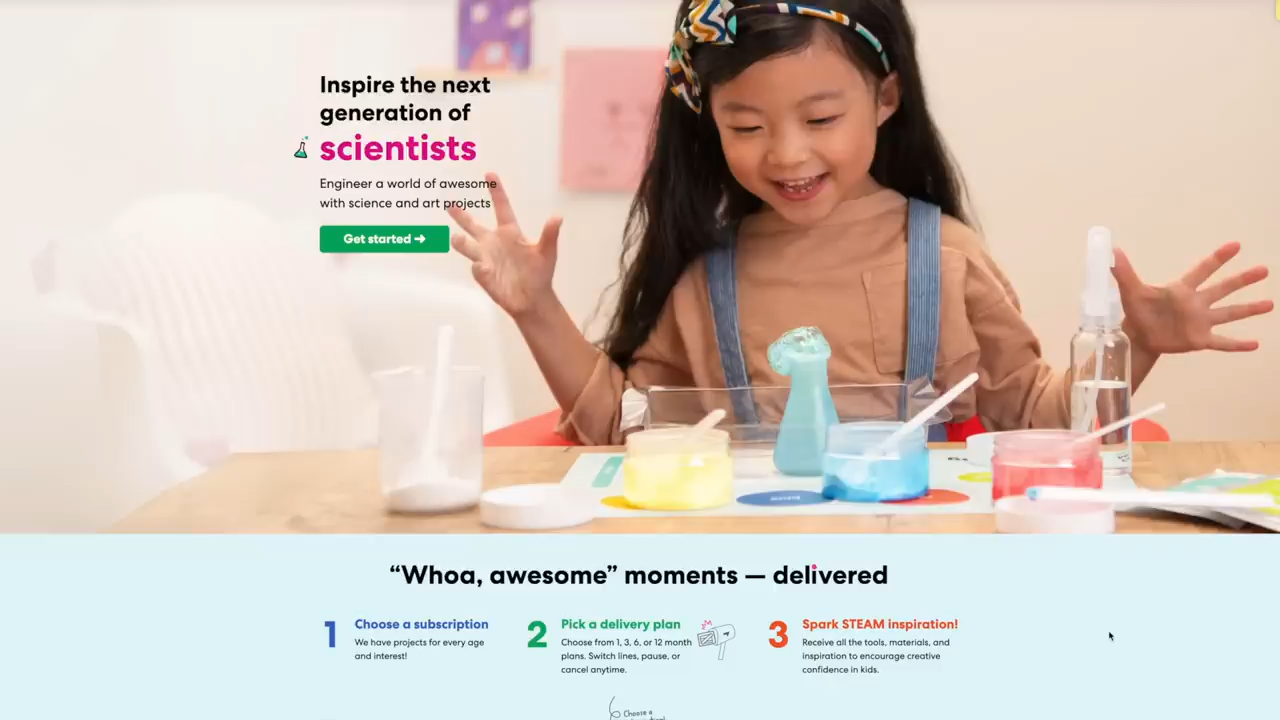 Inspire the next
generation of
scientists
Engineer a world of awesome
with science and art projects
Get started ➜
“Whoa, awesome” moments — delivered
1
Choose a subscription
We have projects for every age
and interest!
2
Pick a delivery plan
Choose from 1, 3, 6, or 12 month
plans. Switch lines, pause, or
cancel anytime.
3
Spark STEAM inspiration!
Receive all the tools, materials, and
inspiration to encourage creative
confidence in kids.
Choose a